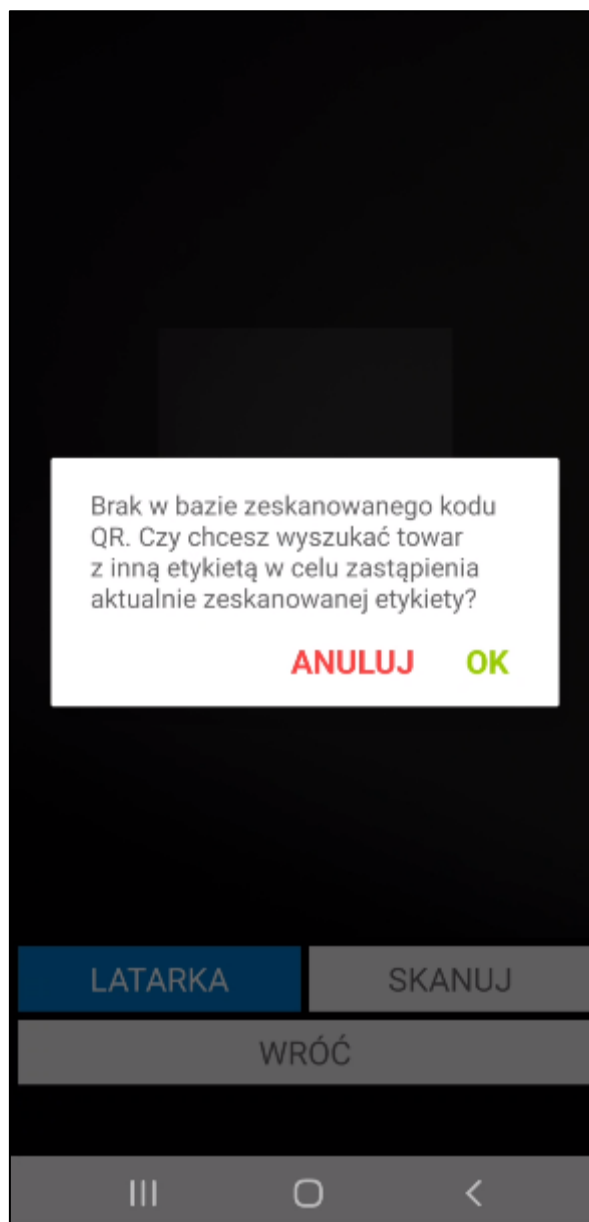 Brak w bazie zeskanowanego kodu
QR. Czy chcesz wyszukać towar
z inną etykietą w celu zastąpienia
aktualnie zeskanowanej etykiety?
ANULUJ OK
LATARKA SKANUJ
WRÓĆ